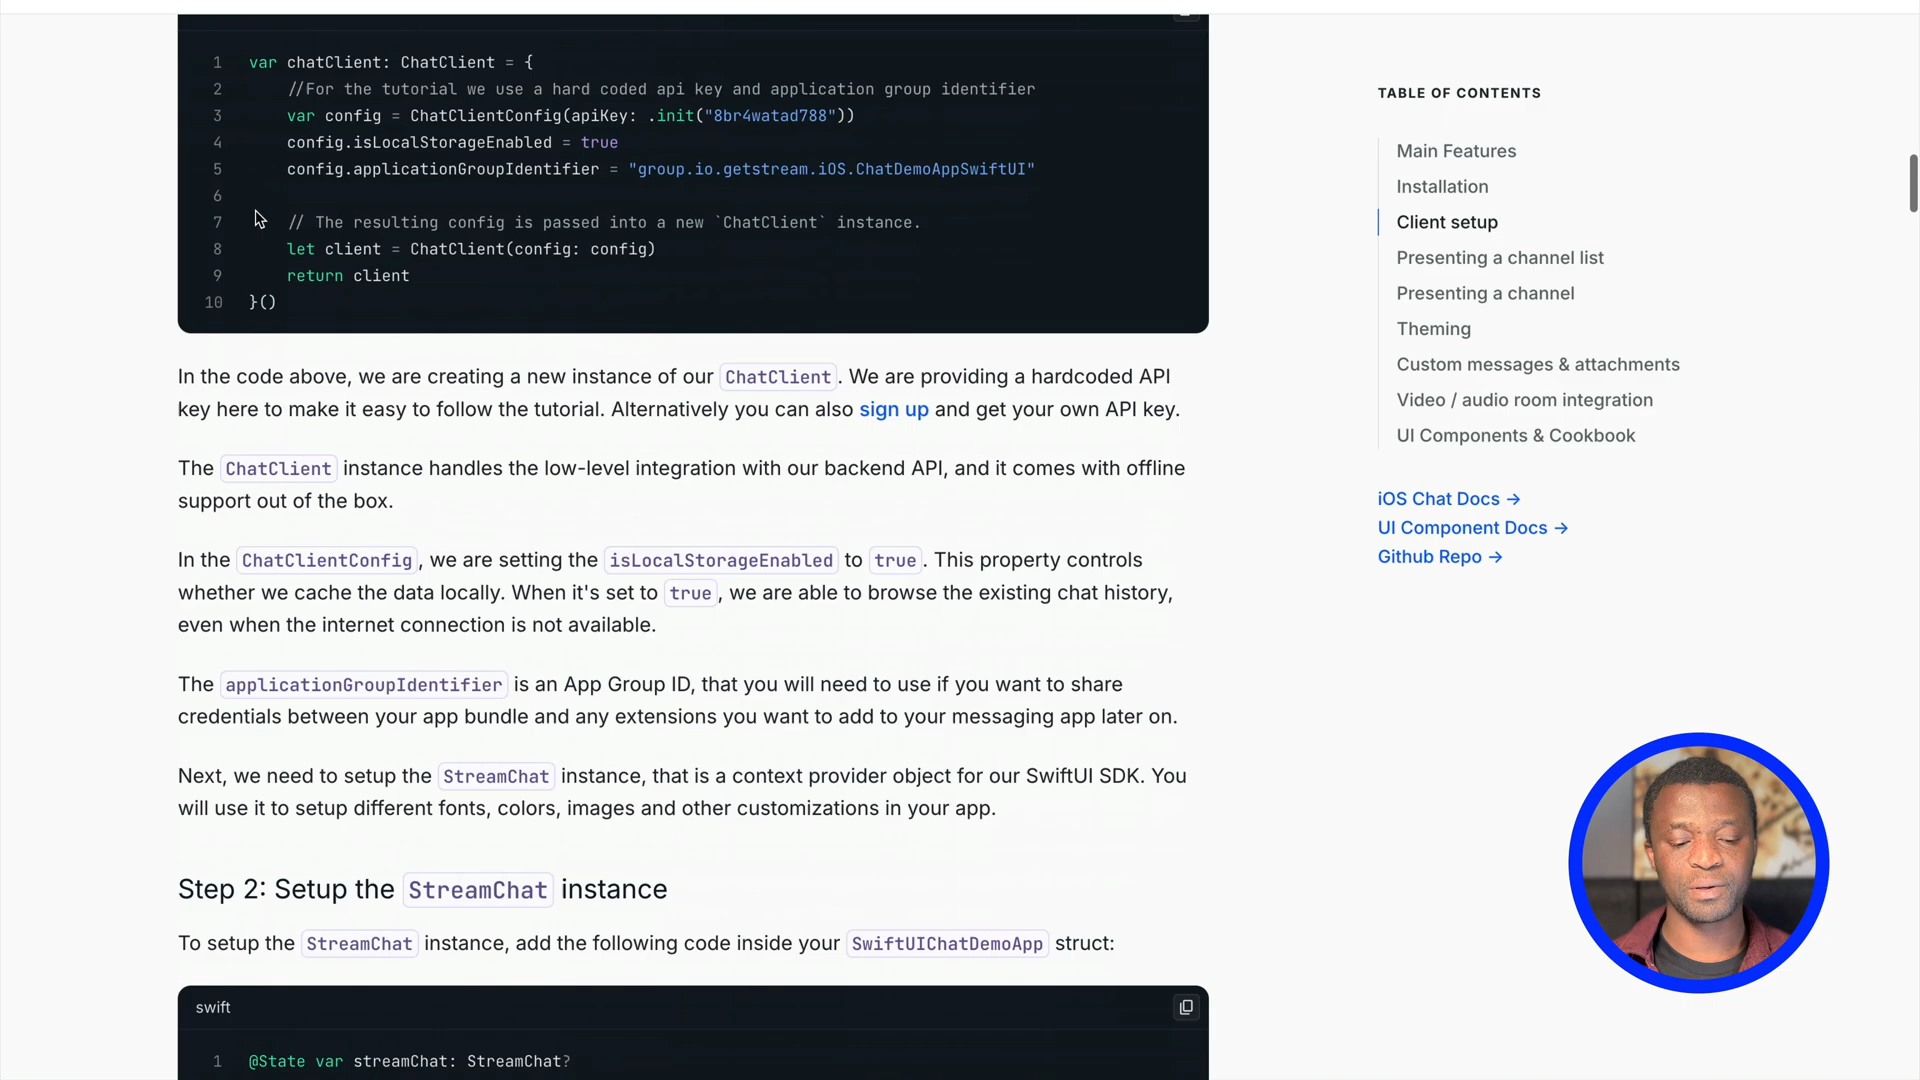 1 var chatClient: ChatClient = {
2 //For the tutorial we use a hard coded api key and application group identifier
3 var config = ChatClientConfig(apiKey: .init("8br4watad788"))
4 config.isLocalStorageEnabled = true
5 config.applicationGroupIdentifier = "group.io.getstream.iOS.ChatDemoAppSwiftUI"
6
7 // The resulting config is passed into a new `ChatClient` instance.
8 let client = ChatClient(config: config)
9 return client
10 }()
In the code above, we are creating a new instance of our ChatClient. We are providing a hardcoded API
key here to make it easy to follow the tutorial. Alternatively you can also sign up and get your own API key.
The ChatClient instance handles the low-level integration with our backend API, and it comes with offline
support out of the box.
In the ChatClientConfig, we are setting the isLocalStorageEnabled to true. This property controls
whether we cache the data locally. When it's set to true, we are able to browse the existing chat history,
even when the internet connection is not available.
The applicationGroupIdentifier is an App Group ID, that you will need to use if you want to share
credentials between your app bundle and any extensions you want to add to your messaging app later on.
Next, we need to setup the StreamChat instance, that is a context provider object for our SwiftUI SDK. You
will use it to setup different fonts, colors, images and other customizations in your app.
Step 2: Setup the StreamChat instance
To setup the StreamChat instance, add the following code inside your SwiftUIChatDemoApp struct:
swift
1 @State var streamChat: StreamChat?
TABLE OF CONTENTS
Main Features
Installation
Client setup
Presenting a channel list
Presenting a channel
Theming
Custom messages & attachments
Video / audio room integration
UI Components & Cookbook
iOS Chat Docs →
UI Component Docs →
Github Repo →